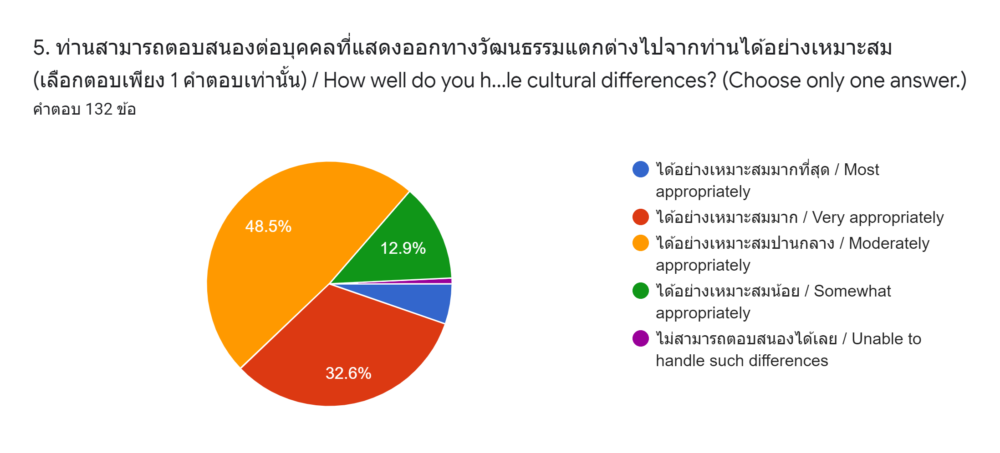 5. ท่านสามารถตอบสนองต่อบุคคลที่แสดงออกทางวัฒนธรรมแตกต่างไปจากท่านได้อย่างเหมาะสม
(เลือกตอบเพียง 1 คำตอบเท่านั้น) / How well do you h...le cultural differences? (Choose only one answer.)
คำตอบ 132 ข้อ
48.5%
12.9%
32.6%
ได้อย่างเหมาะสมมากที่สุด / Most
appropriately
ได้อย่างเหมาะสมมาก / Very appropriately
ได้อย่างเหมาะสมปานกลาง / Moderately
appropriately
ได้อย่างเหมาะสมน้อย / Somewhat
appropriately
ไม่สามารถตอบสนองได้เลย / Unable to
handle such differences